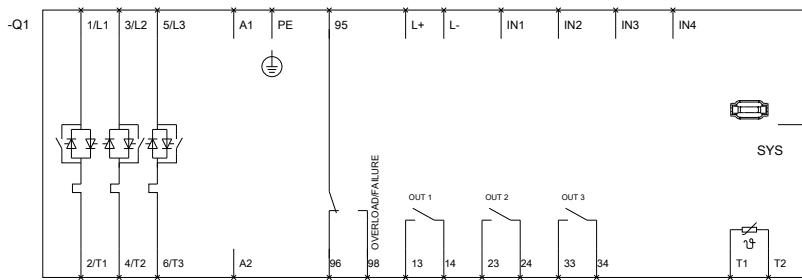 -Q1 1/L1 3/L2 5/L3 A1 PE 95 L+ L- IN1 IN2 IN3 IN4
SYS
OVERLOAD/FAILURE
OUT 1 OUT 2 OUT 3
ϑ
2/T1 4/T2 6/T3 A2 96 98 13 14 23 24 33 34 T1 T2